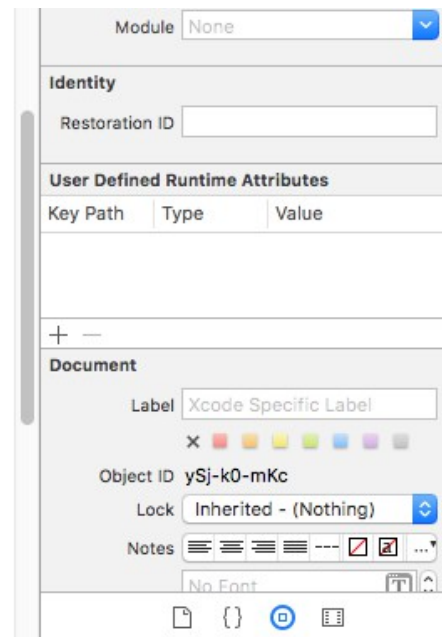 Module None
Identity
Restoration ID
User Defined Runtime Attributes
Key Path Type Value
+ —
Document
Label Xcode Specific Label
×
Object ID ySj-k0-mKc
Lock Inherited - (Nothing)
Notes --- a ...
No Font T
{ }